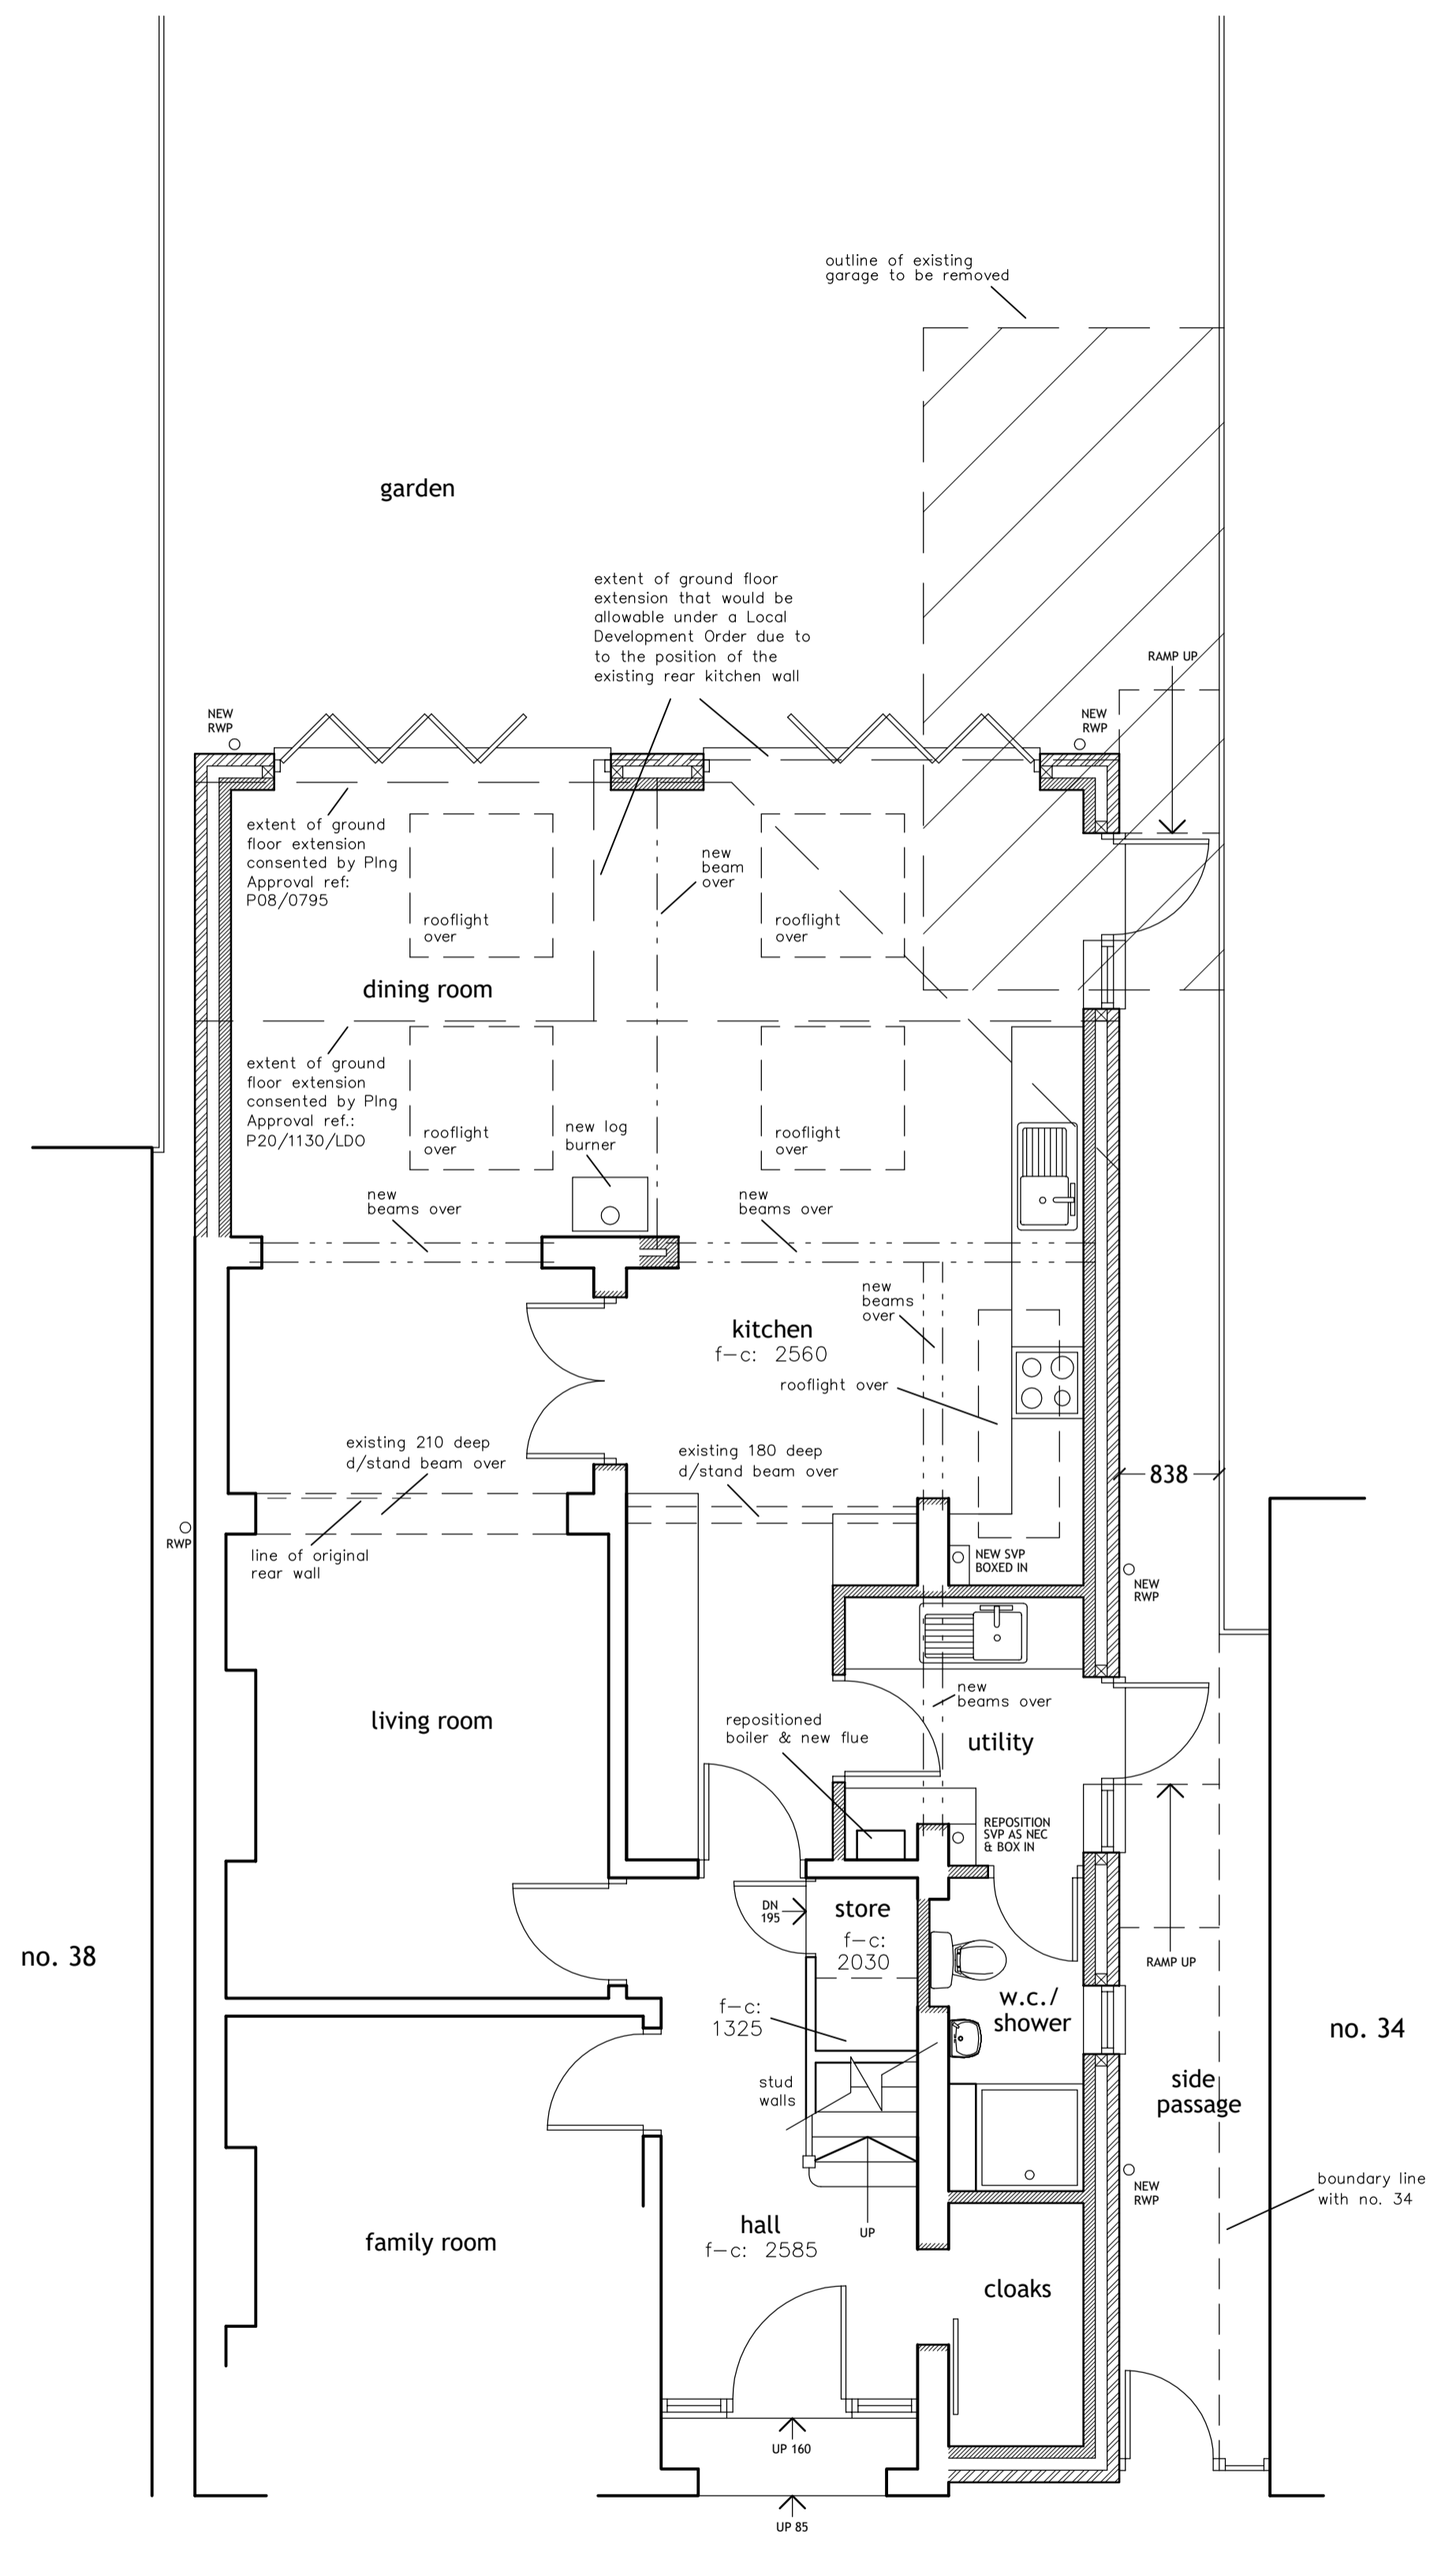 outline of existing
garage to be removed
garden
extent of ground floor
extension that would be
allowable under a Local
Development Order due to
to the position of the
existing rear kitchen wall
RAMP UP
NEW
RWP
NEW
RWP
extent of ground
floor extension
consented by Plng
Approval ref:
P08/0795
new
beam
over
rooflight
over
rooflight
over
dining room
extent of ground
floor extension
consented by Plng
Approval ref.:
P20/1130/LDO
rooflight
over
new log
burner
rooflight
over
new
beams over
new
beams over
new
beams
over
kitchen
f-c: 2560
rooflight over
existing 210 deep
d/stand beam over
existing 180 deep
d/stand beam over
838
RWP
line of original
rear wall
NEW SVP
BOXED IN
NEW
RWP
new
beams over
living room
repositioned
boiler & new flue
utility
REPOSITION
SVP AS NEC
& BOX IN
DN
195
store
f-c:
2030
no. 38
RAMP UP
w.c./
shower
f-c:
1325
no. 34
stud
walls
side
passage
NEW
RWP
boundary line
with no. 34
hall
f-c: 2585
UP
family room
cloaks
UP 160
UP 85